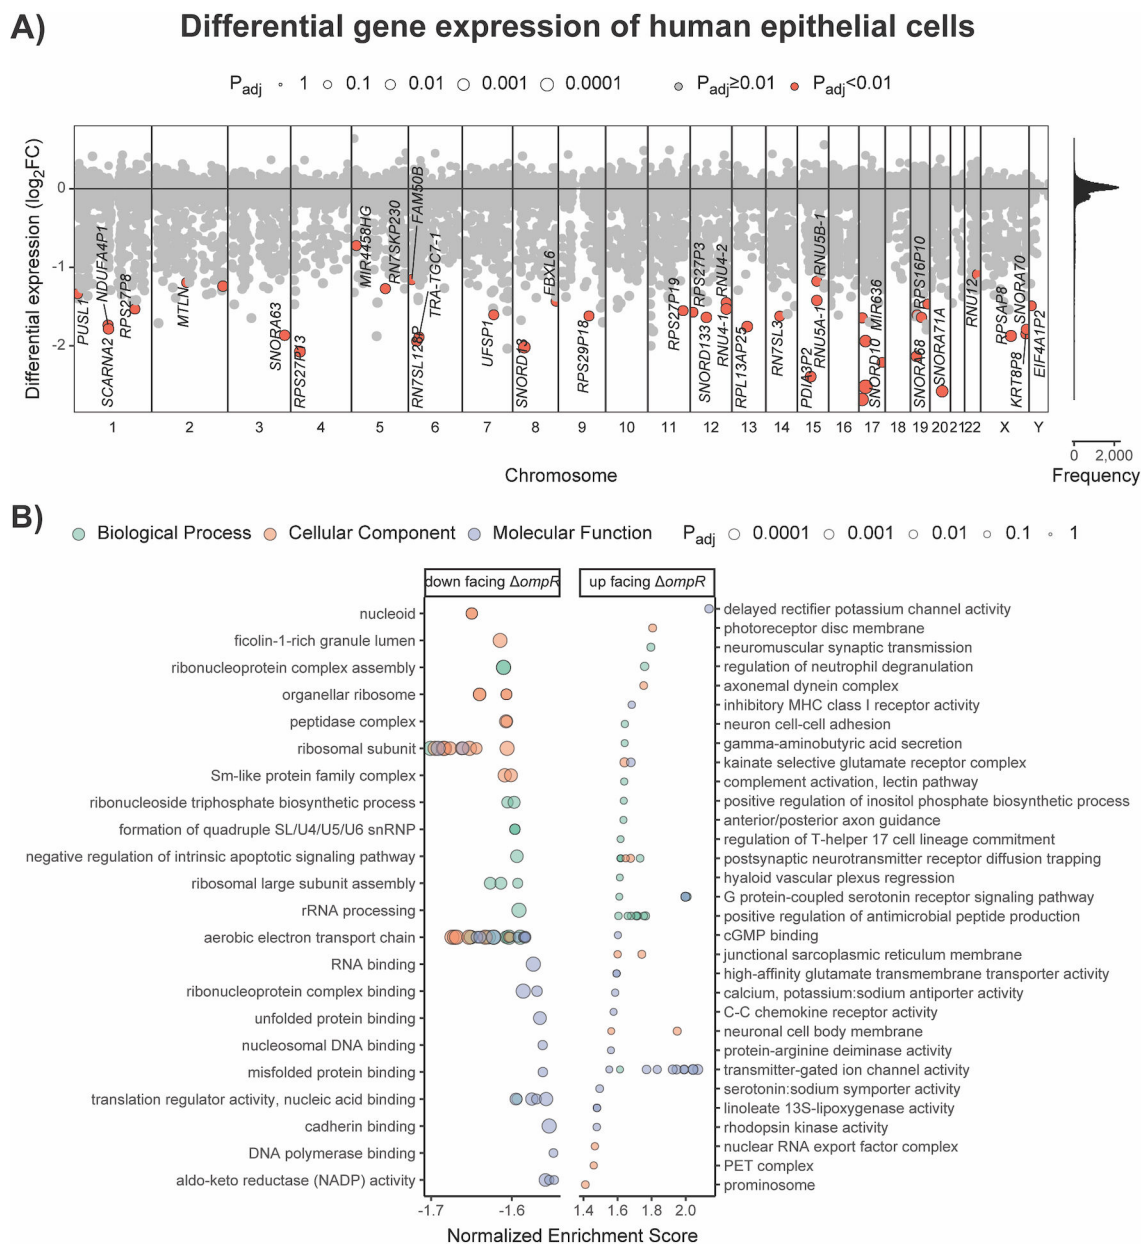 A)
Differential gene expression of human epithelial cells
Padj 1 0.1 0.01 0.001 0.0001 Padj≥0.01 Padj<0.01
Differential expression (log2FC)
0
-1
-2
PUSL1
SCARNA2
NDUFA4P1
RPS27P8
MTLN
SNORA63
RPS27P13
MIR4458HG
RN7SKP230
FAM50B
TRA-TGC7-1
RN7SL128P
UFSP1
SNORD13
FBXL6
RPS29P18
RPS27P19
RPS27P3
SNORD133
RNU4-2
RNU4-1
RPL13AP25
RN7SL3
PDIA3P2
RNU5B-1
RNU5A-1
MIR636
SNORD10
RPS16P10
SNORA68
SNORA71A
RNU12
RPSAP8
SNORA70
KRT8P8
EIF4A1P2
1 2 3 4 5 6 7 8 9 10 11 12 13 14 15 16 17 18 19 20 21 22 X Y
Chromosome
0 2,000
Frequency
B)
Biological Process Cellular Component Molecular Function Padj 0.0001 0.001 0.01 0.1 1
down facing ΔompR
up facing ΔompR
nucleoid
ficolin-1-rich granule lumen
ribonucleoprotein complex assembly
organellar ribosome
peptidase complex
ribosomal subunit
Sm-like protein family complex
ribonucleoside triphosphate biosynthetic process
formation of quadruple SL/U4/U5/U6 snRNP
negative regulation of intrinsic apoptotic signaling pathway
ribosomal large subunit assembly
rRNA processing
aerobic electron transport chain
RNA binding
ribonucleoprotein complex binding
unfolded protein binding
nucleosomal DNA binding
misfolded protein binding
translation regulator activity, nucleic acid binding
cadherin binding
DNA polymerase binding
aldo-keto reductase (NADP) activity
delayed rectifier potassium channel activity
photoreceptor disc membrane
neuromuscular synaptic transmission
regulation of neutrophil degranulation
axonemal dynein complex
inhibitory MHC class I receptor activity
neuron cell-cell adhesion
gamma-aminobutyric acid secretion
kainate selective glutamate receptor complex
complement activation, lectin pathway
positive regulation of inositol phosphate biosynthetic process
anterior/posterior axon guidance
regulation of T-helper 17 cell lineage commitment
postsynaptic neurotransmitter receptor diffusion trapping
hyaloid vascular plexus regression
G protein-coupled serotonin receptor signaling pathway
positive regulation of antimicrobial peptide production
cGMP binding
junctional sarcoplasmic reticulum membrane
high-affinity glutamate transmembrane transporter activity
calcium, potassium:sodium antiporter activity
C-C chemokine receptor activity
neuronal cell body membrane
protein-arginine deiminase activity
transmitter-gated ion channel activity
serotonin:sodium symporter activity
linoleate 13S-lipoxygenase activity
rhodopsin kinase activity
nuclear RNA export factor complex
PET complex
prominosome
-1.7 -1.6 1.4 1.6 1.8 2.0
Normalized Enrichment Score